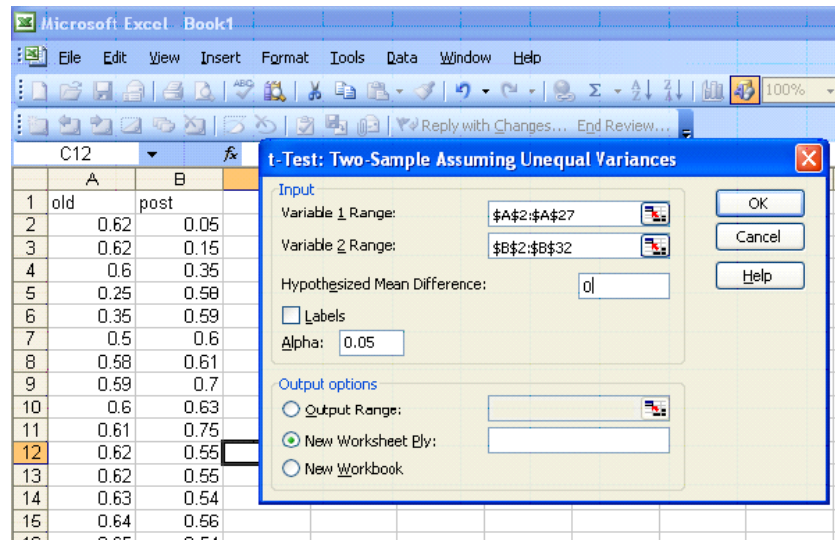 Microsoft Excel - Book1
File Edit View Insert Format Tools Data Window Help
100%
Reply with Changes... End Review...
C12 fx
t-Test: Two-Sample Assuming Unequal Variances
Input
Variable 1 Range: $A$2:$A$27
Variable 2 Range: $B$2:$B$32
Hypothesized Mean Difference: 0
Labels
Alpha: 0.05
Output options
Output Range:
New Worksheet Ply:
New Workbook
OK
Cancel
Help
A B
1 old post
2 0.62 0.05
3 0.62 0.15
4 0.6 0.35
5 0.25 0.58
6 0.35 0.59
7 0.5 0.6
8 0.58 0.61
9 0.59 0.7
10 0.6 0.63
11 0.61 0.75
12 0.62 0.55
13 0.62 0.55
14 0.63 0.54
15 0.64 0.56